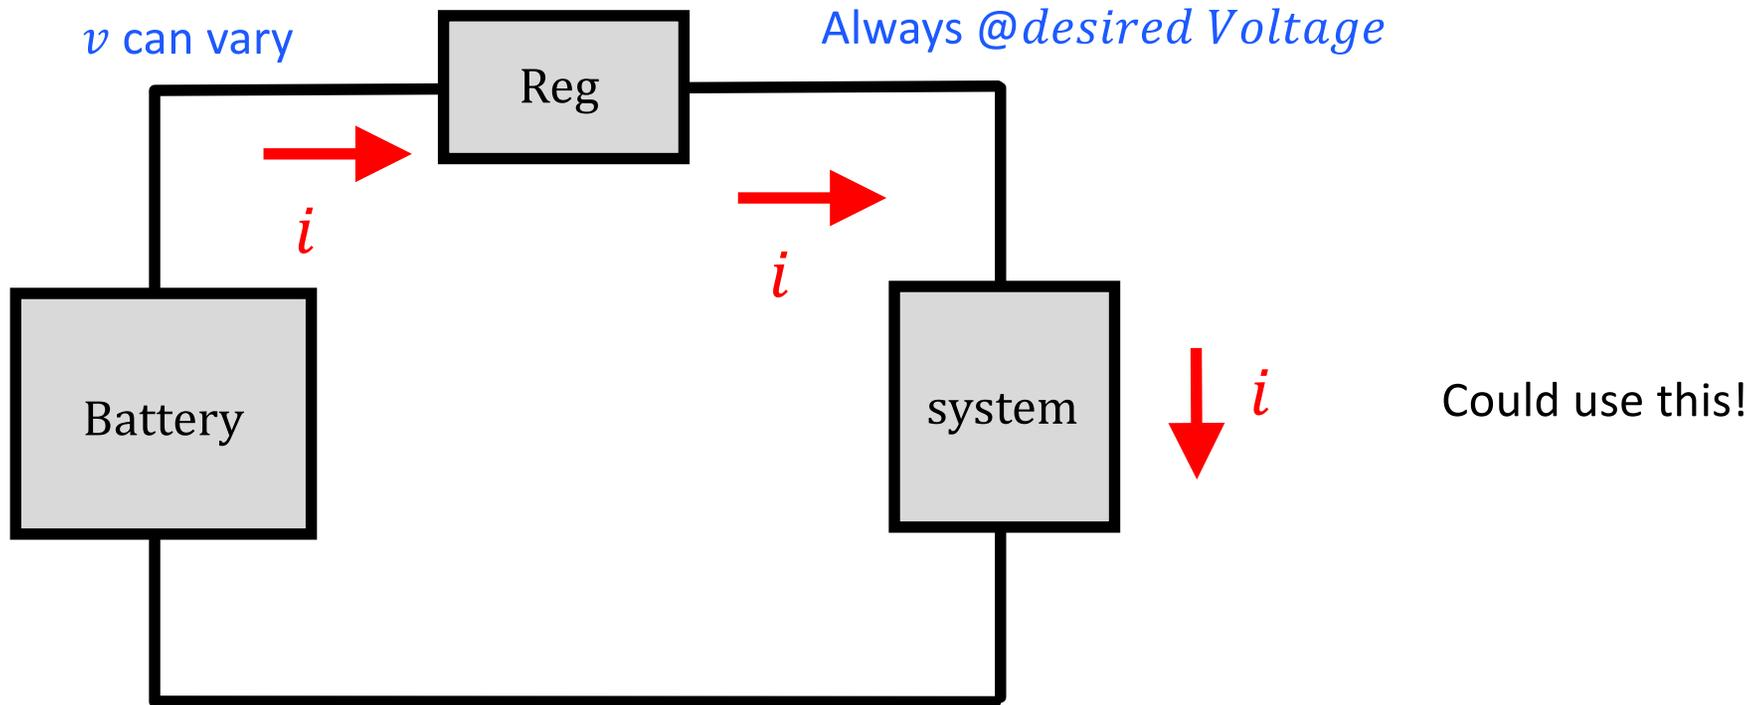 v can vary
Always @desired Voltage
Reg
i
i
Battery
system
i
Could use this!